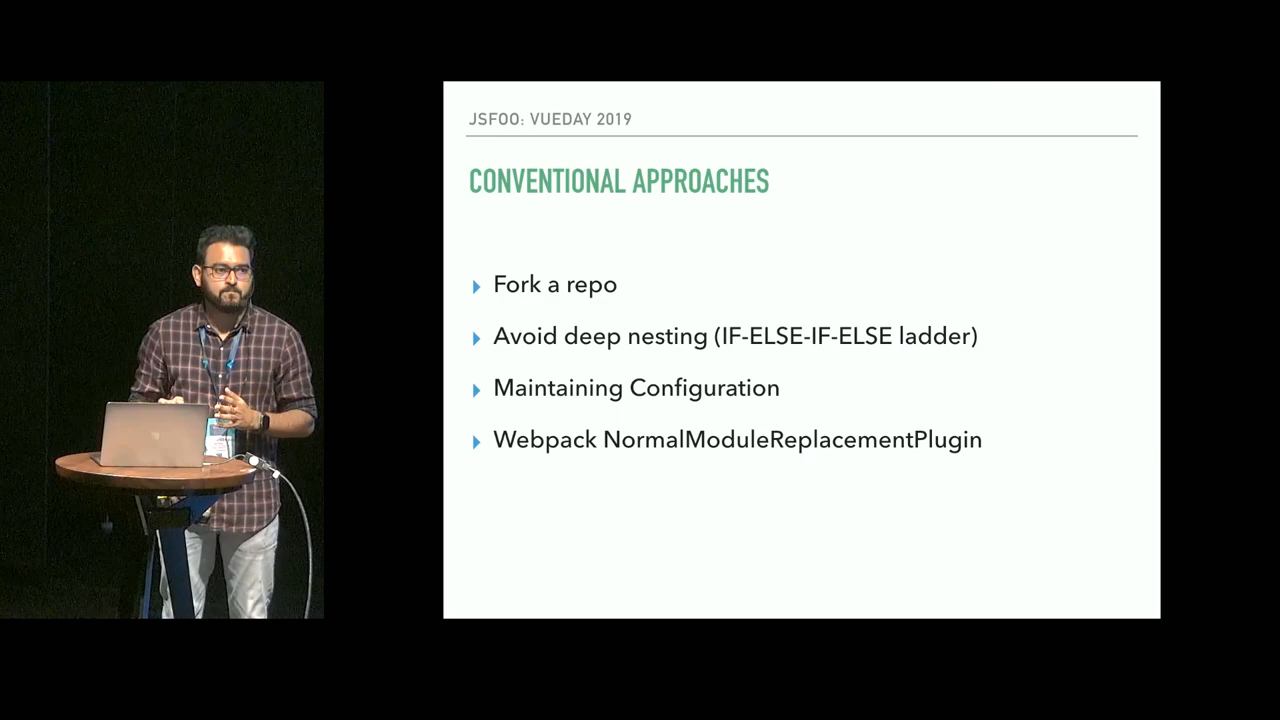 JSFOO: VUEDAY 2019
CONVENTIONAL APPROACHES
Fork a repo
Avoid deep nesting (IF-ELSE-IF-ELSE ladder)
Maintaining Configuration
Webpack NormalModuleReplacementPlugin